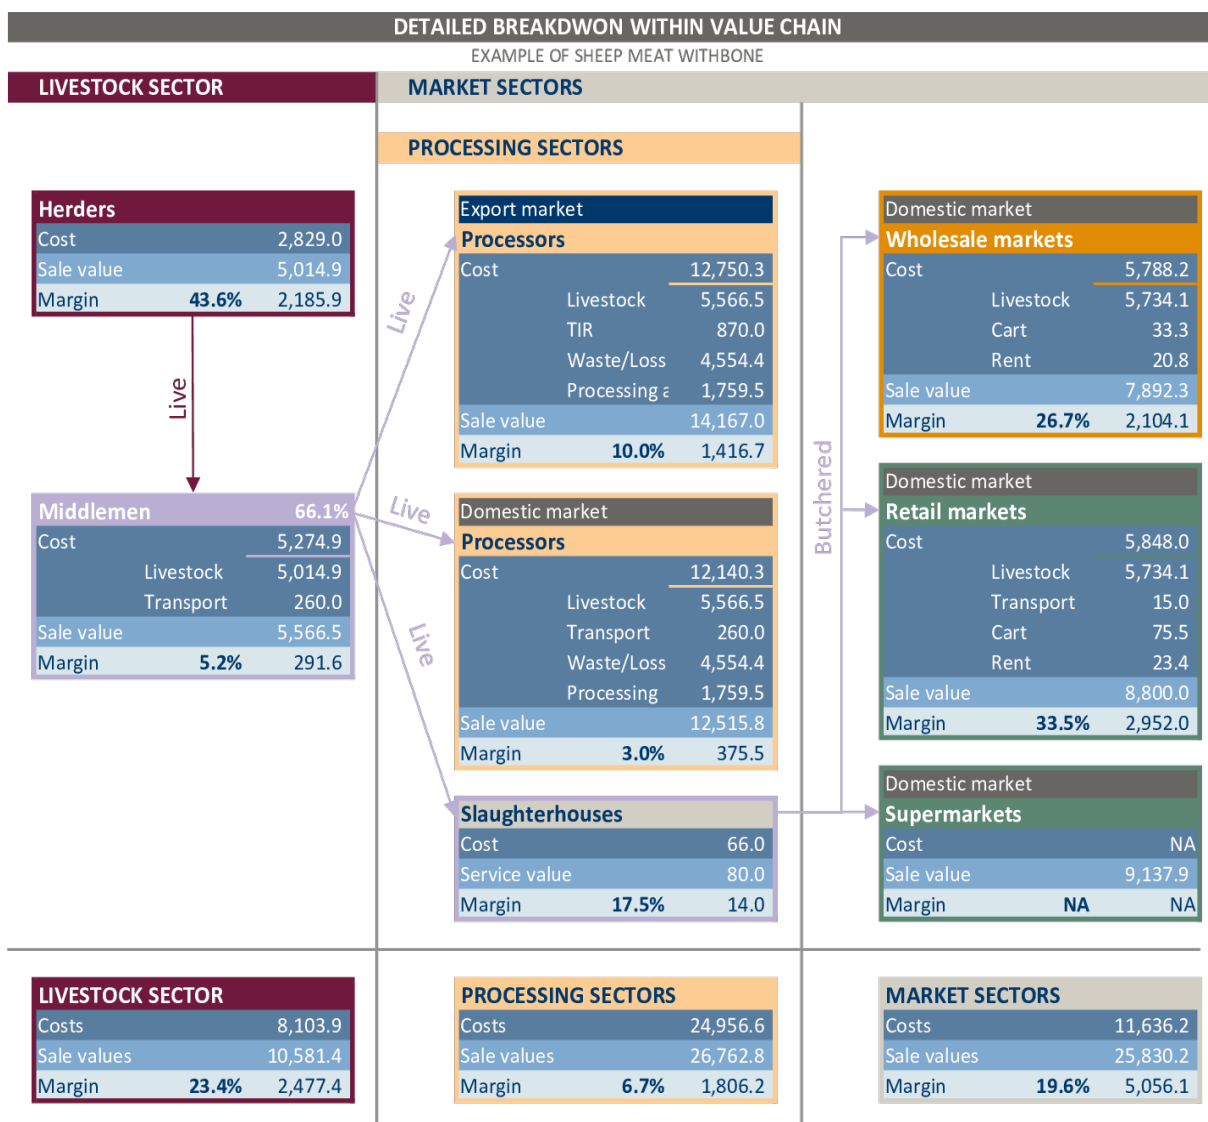 DETAILED BREAKDWON WITHIN VALUE CHAIN
EXAMPLE OF SHEEP MEAT WITHBONE
LIVESTOCK SECTOR
MARKET SECTORS
PROCESSING SECTORS
Herders
Cost 2,829.0
Sale value 5,014.9
Margin 43.6% 2,185.9
Live
Middlemen 66.1%
Cost 5,274.9
Livestock 5,014.9
Transport 260.0
Sale value 5,566.5
Margin 5.2% 291.6
Live
Live
Live
Export market
Processors
Cost 12,750.3
Livestock 5,566.5
TIR 870.0
Waste/Loss 4,554.4
Processing a 1,759.5
Sale value 14,167.0
Margin 10.0% 1,416.7
Domestic market
Processors
Cost 12,140.3
Livestock 5,566.5
Transport 260.0
Waste/Loss 4,554.4
Processing 1,759.5
Sale value 12,515.8
Margin 3.0% 375.5
Slaughterhouses
Cost 66.0
Service value 80.0
Margin 17.5% 14.0
Butchered
Domestic market
Wholesale markets
Cost 5,788.2
Livestock 5,734.1
Cart 33.3
Rent 20.8
Sale value 7,892.3
Margin 26.7% 2,104.1
Domestic market
Retail markets
Cost 5,848.0
Livestock 5,734.1
Transport 15.0
Cart 75.5
Rent 23.4
Sale value 8,800.0
Margin 33.5% 2,952.0
Domestic market
Supermarkets
Cost NA
Sale value 9,137.9
Margin NA NA
LIVESTOCK SECTOR
Costs 8,103.9
Sale values 10,581.4
Margin 23.4% 2,477.4
PROCESSING SECTORS
Costs 24,956.6
Sale values 26,762.8
Margin 6.7% 1,806.2
MARKET SECTORS
Costs 11,636.2
Sale values 25,830.2
Margin 19.6% 5,056.1